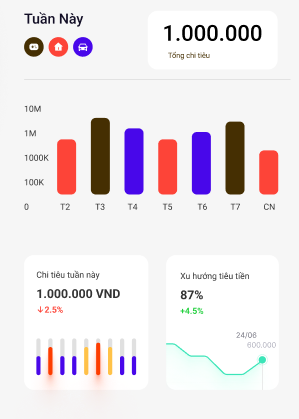 Tuần Này
1.000.000
Tổng chi tiêu
10M
1M
1000K
100K
0
T2 T3 T4 T5 T6 T7 CN
Chi tiêu tuần này
1.000.000 VND
↓2,5%
Xu hướng tiêu tiền
87%
+4.5%
24/06
600.000